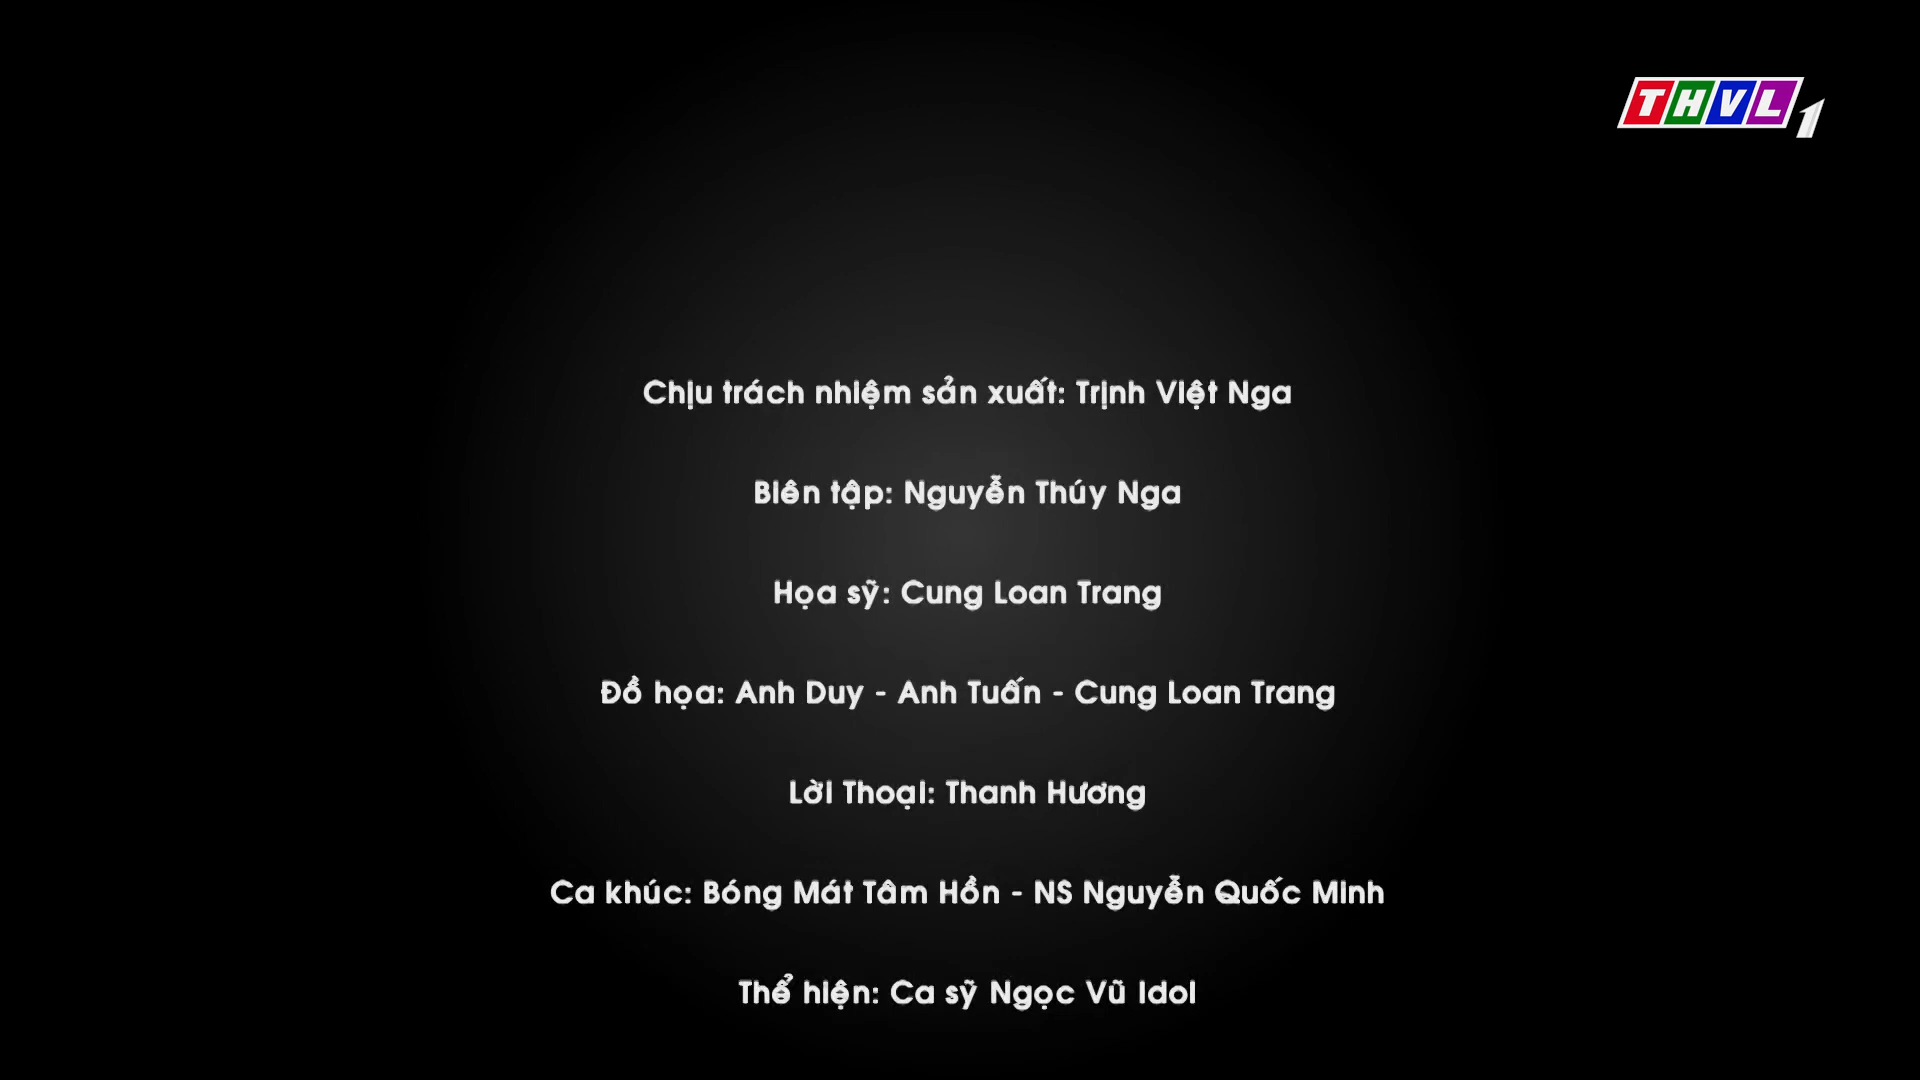 THVL1
Chịu trách nhiệm sản xuất: Trịnh Việt Nga
Biên tập: Nguyễn Thúy Nga
Họa sỹ: Cung Loan Trang
Đồ họa: Anh Duy - Anh Tuấn - Cung Loan Trang
Lời Thoại: Thanh Hương
Ca khúc: Bóng Mát Tâm Hồn - NS Nguyễn Quốc Minh
Thể hiện: Ca sỹ Ngọc Vũ Idol